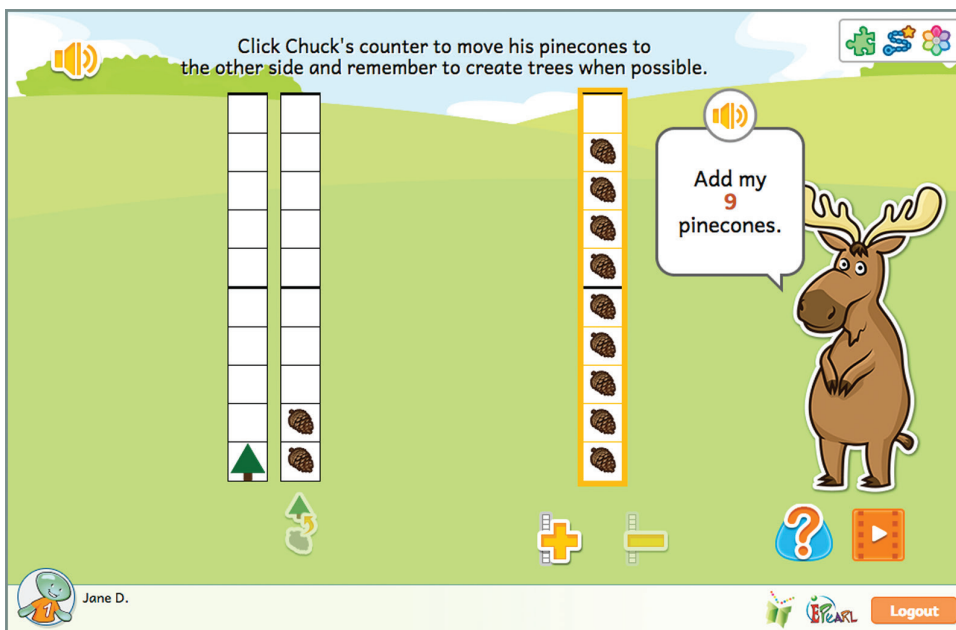 Click Chuck's counter to move his pinecones to
the other side and remember to create trees when possible.
Add my
9
pinecones.
1
Jane D.
EPEARL
Logout